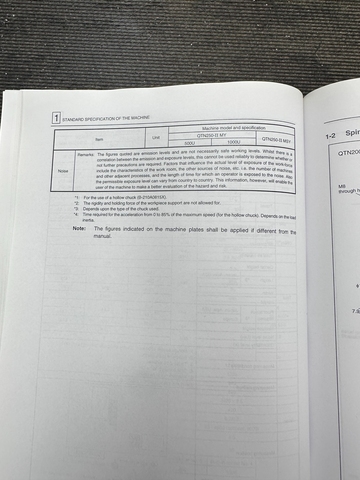 1 STANDARD SPECIFICATION OF THE MACHINE
Item
Unit
Machine model and specification
QTN250-II MY
QTN250-II MSY
500U
1000U
Noise
Remarks: The figures quoted are emission levels and are not necessarily safe working levels. Whilst there is a
correlation between the emission and exposure levels, this cannot be used reliably to determine whether or
not further precautions are required. Factors that influence the actual level of exposure of the work-force
include the characteristics of the work room, the other sources of noise, etc. i.e. the number of machines
and other adjacent processes, and the length of time for which an operator is exposed to the noise. Also
the permissible exposure level can vary from country to country. This information, however, will enable the
user of the machine to make a better evaluation of the hazard and risk.
*1: For the use of a hollow chuck
*2: The rigidity and holding force of the workpiece support are not allowed for.
*3: Depends upon the type of the chuck used.
*4: Time required for the acceleration from 0 to 85% of the maximum speed (for the hollow chuck). Depends on the load
inertia.
Note: The figures indicated on the machine plates shall be applied if different from the
manual.
1-2
QTN20
Mill
through